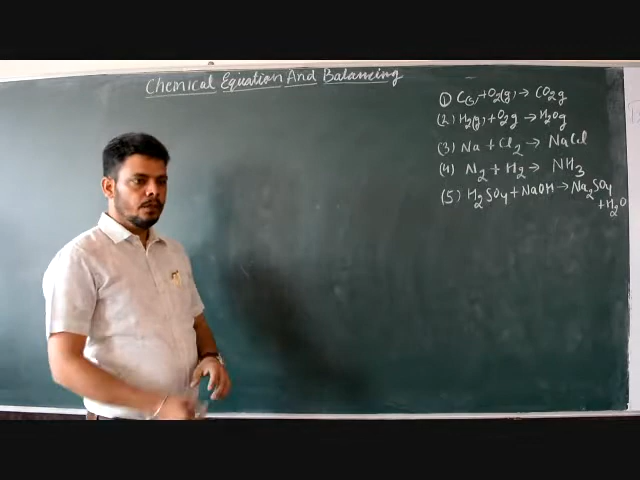 Chemical Equation And Balancing
(1) C(s) + O2(g) → CO2g
(2) H2(g) + O2g → H2Og
(3) Na + Cl2 → NaCl
(4) N2 + H2 → NH3
(5) H2SO4 + NaOH → Na2SO4
+ H2O